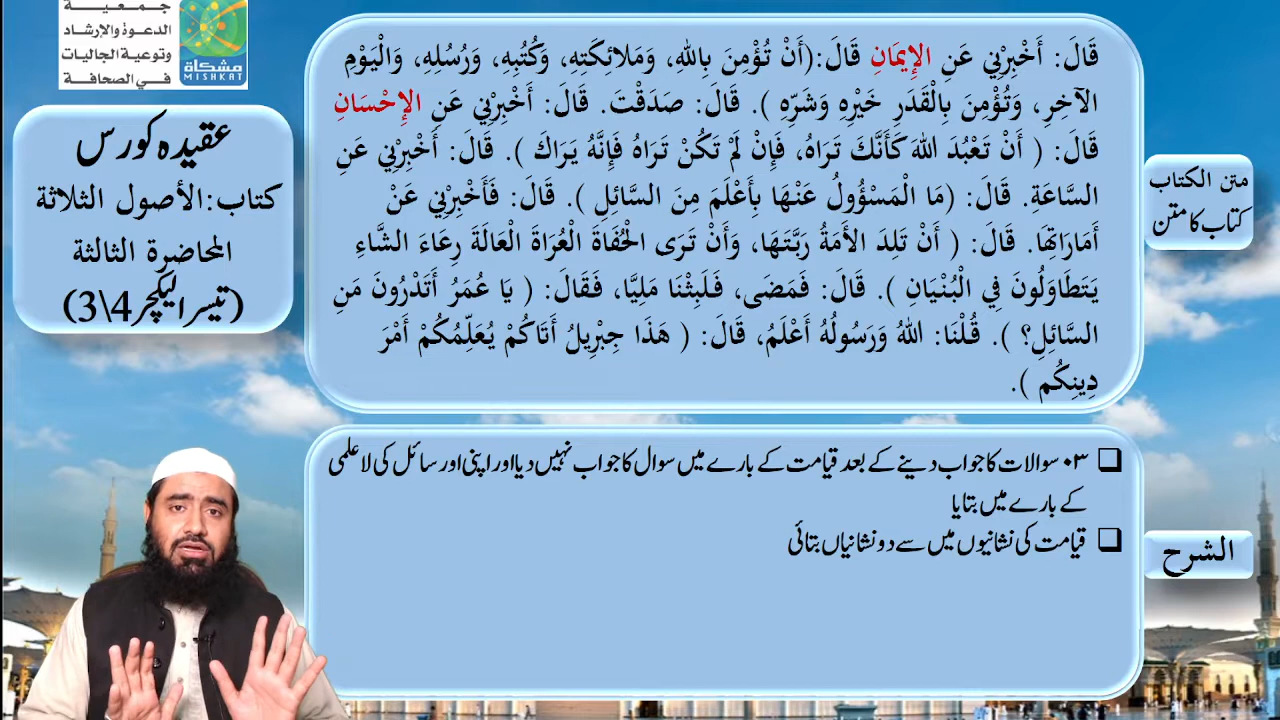 جمعية
الدعوة والإرشاد
وتوعية الجاليات
في الصحافة
مشكاة
MISHKAT
عقیدہ کورس
كتاب:الأصول الثلاثة
المحاضرة الثالثة
(تیسرا لیکچر4\3)
قَالَ: أَخْبِرْنِيْ عَنِ الإِيمَانِ قَالَ:(أَنْ تُؤْمِنَ بِاللهِ، وَمَلائِكَتِهِ، وَكُتُبِهِ، وَرُسُلِهِ، وَالْيَوْمِ
الآخِرِ، وَتُؤْمِنَ بِالْقَدَرِ خَيْرِهِ وَشَرِّهِ ). قَالَ: صَدَقْتَ. قَالَ: أَخْبِرْنِي عَنِ الإِحْسَانِ
قَالَ: ( أَنْ تَعْبُدَ اللهَ كَأَنَّكَ تَرَاهُ، فَإِنْ لَمْ تَكُنْ تَرَاهُ فَإِنَّهُ يَرَاكَ ). قَالَ: أَخْبِرْنِي عَنِ
السَّاعَةِ. قَالَ: (مَا الْمَسْؤُولُ عَنْهَا بِأَعْلَمَ مِنَ السَّائِلِ ). قَالَ: فَأَخْبِرْنِي عَنْ
أَمَارَاتِهَا. قَالَ: ( أَنْ تَلِدَ الأَمَةُ رَبَّتَهَا، وَأَنْ تَرَى الْحُفَاةَ الْعُرَاةَ الْعَالَةَ رِعَاءَ الشَّاءِ
يَتَطَاوَلُونَ فِي الْبُنْيَانِ ). قَالَ: فَمَضَى، فَلَبِثْنَا مَلِيَّا، فَقَالَ: ( يَا عُمَرُ أَتَدْرُونَ مَنِ
السَّائِلِ؟ ). قُلْنَا: اللهُ وَرَسُولُهُ أَعْلَمُ، قَالَ: ( هَذَا جِبْرِيلُ أَتَاكُمْ يُعَلِّمُكُمْ أَمْرَ
دِينِكُم ).
متن الكتاب
کتاب کا متن
۰۳ سوالات کا جواب دینے کے بعد قیامت کے بارے میں سوال کا جواب نہیں دیا اور اپنی اور سائل کی لاعلمی
کے بارے میں بتایا
قیامت کی نشانیوں میں سے دو نشانیاں بتائی
الشرح